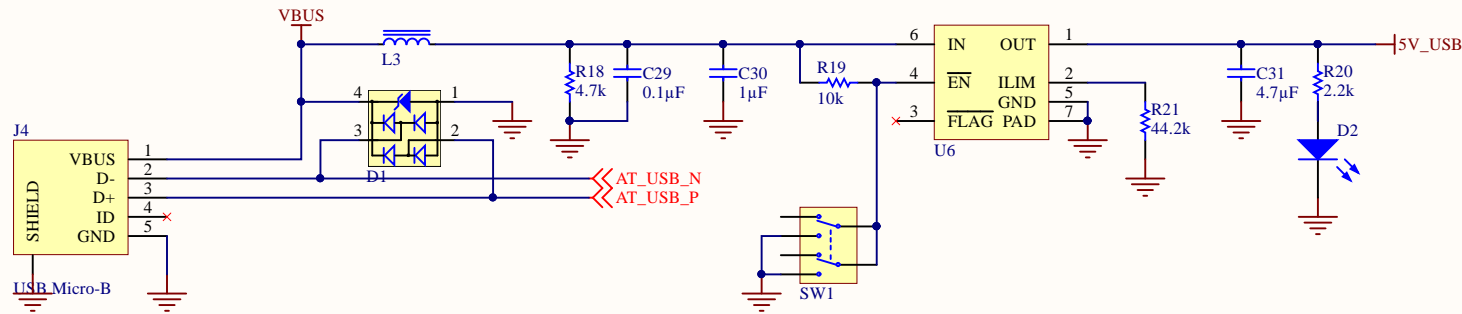 VBUS
L3
R18
4.7k
C29
0.1µF
C30
1µF
R19
10k
6
IN
OUT
1
4
EN
ILIM
2
GND
5
3
FLAG
PAD
7
U6
R21
44.2k
C31
4.7µF
R20
2.2k
5V_USB
D2
4
1
3
2
D1
J4
VBUS
1
D-
2
D+
3
ID
4
GND
5
SHIELD
USB Micro-B
AT_USB_N
AT_USB_P
SW1